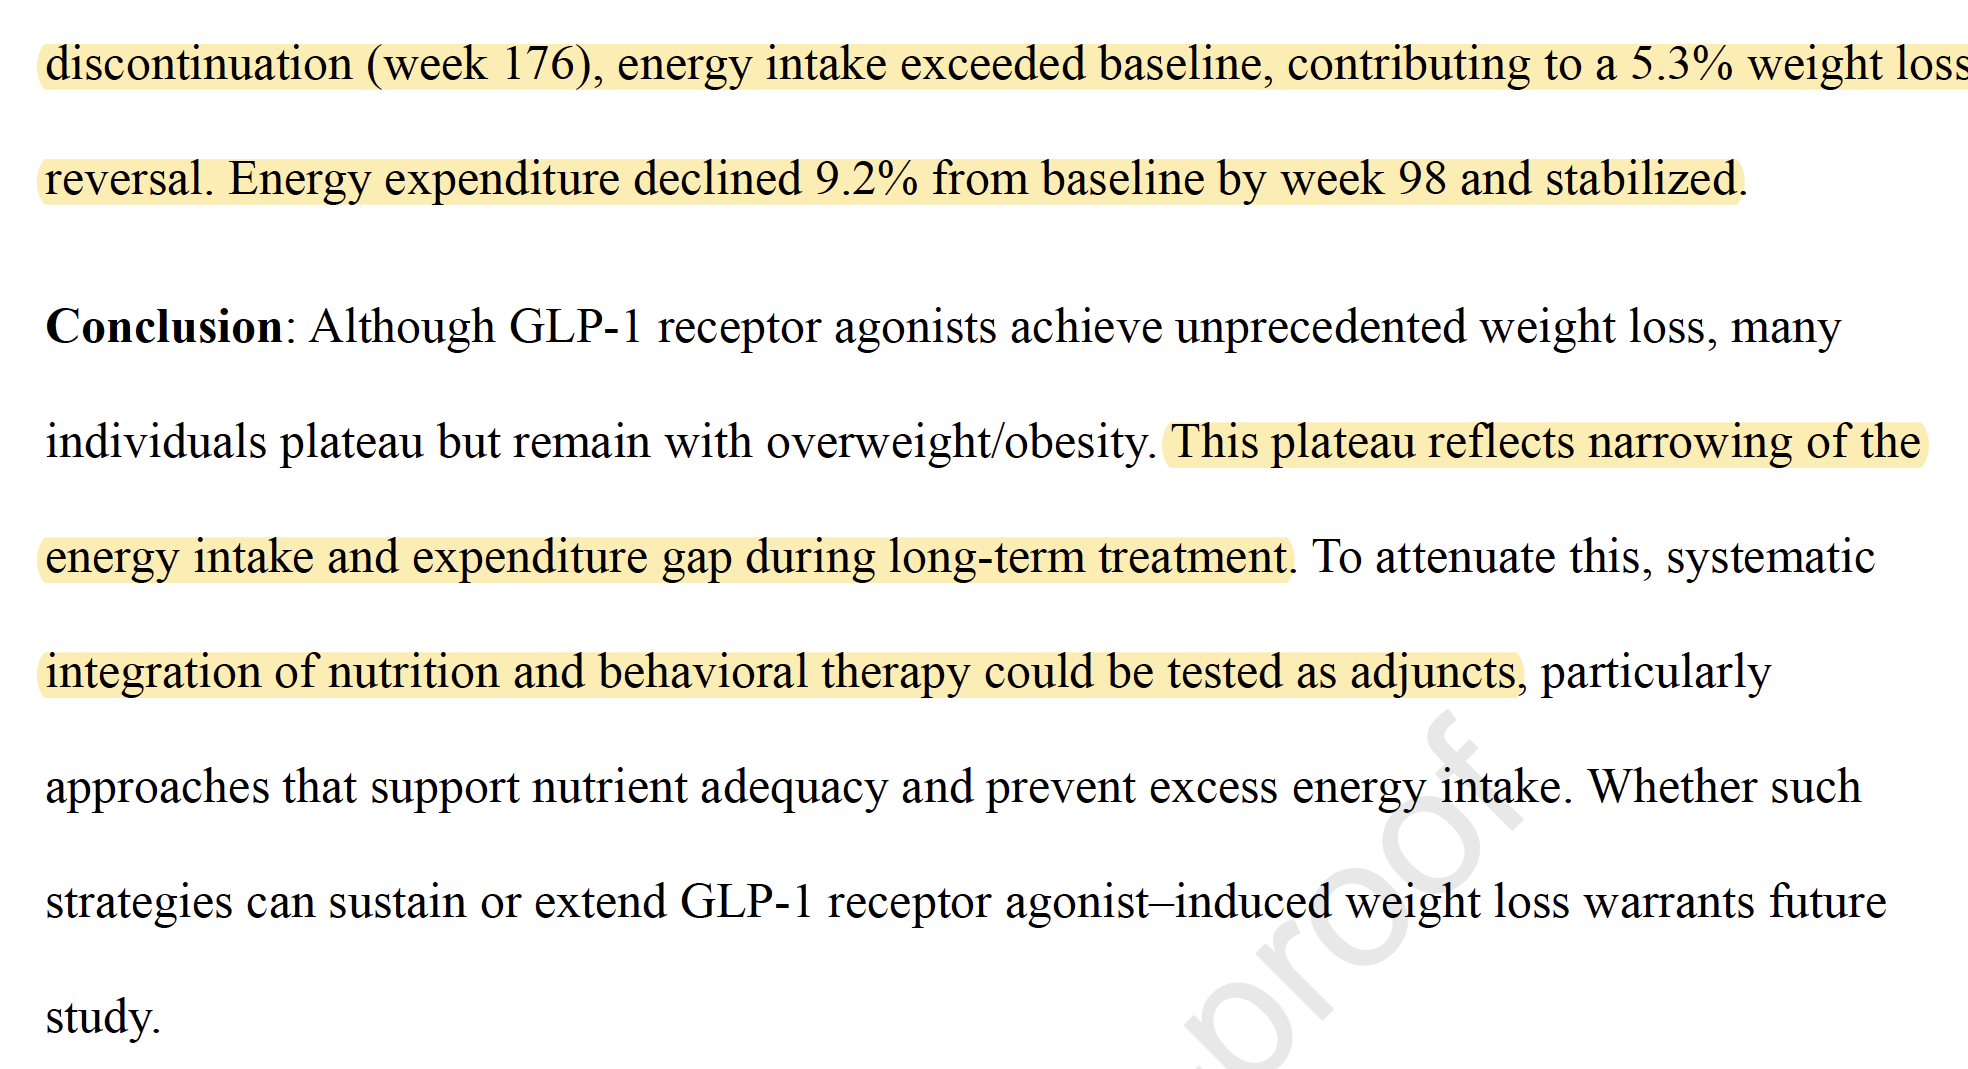 discontinuation (week 176), energy intake exceeded baseline, contributing to a 5.3% weight loss
reversal. Energy expenditure declined 9.2% from baseline by week 98 and stabilized.
Conclusion: Although GLP-1 receptor agonists achieve unprecedented weight loss, many
individuals plateau but remain with overweight/obesity. This plateau reflects narrowing of the
energy intake and expenditure gap during long-term treatment. To attenuate this, systematic
integration of nutrition and behavioral therapy could be tested as adjuncts, particularly
approaches that support nutrient adequacy and prevent excess energy intake. Whether such
strategies can sustain or extend GLP-1 receptor agonist–induced weight loss warrants future
study.
proof